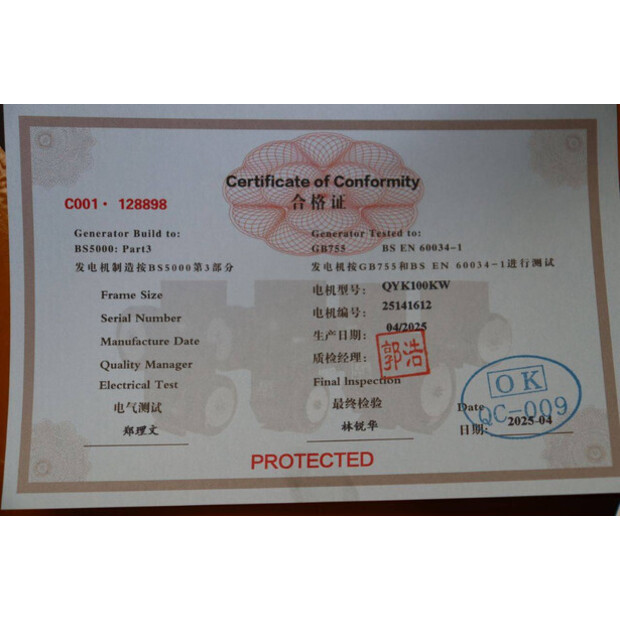 Certificate of Conformity
合格证
C001· 128898
Generator Build to:
BS5000: Part3
发电机制造按BS5000第3部分
Generator Tested to:
GB755 BS EN 60034-1
发电机按GB755和BS EN 60034-1进行测试
Frame Size 电机型号: QYK100KW
Serial Number 电机编号: 25141612
Manufacture Date 生产日期: 04/2025
Quality Manager 质检经理: 郭浩
Electrical Test Final Inspection
电气测试 最终检验
郑理文 林锐华
OK
QC-009
Date
日期: 2025-04
PROTECTED